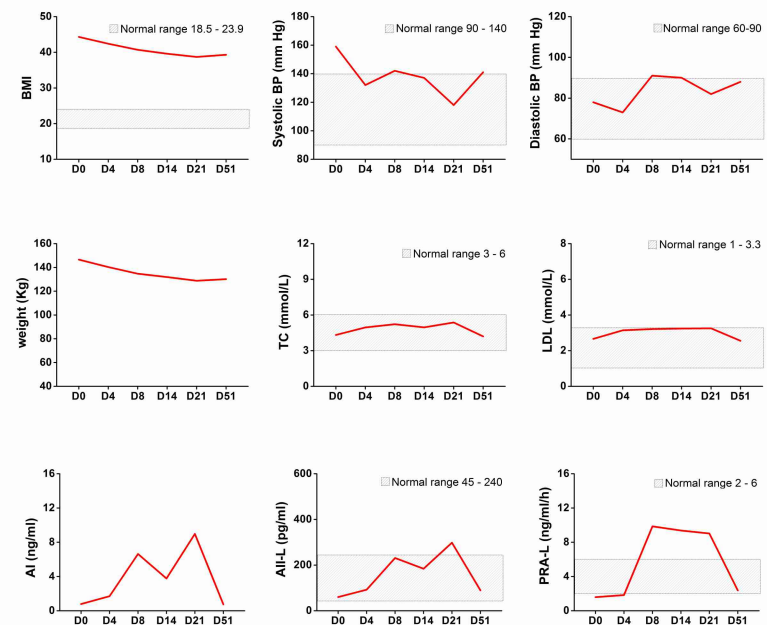 BMI
50
40
30
20
10
Normal range 18.5 - 23.9
D0 D4 D8 D14 D21 D51
Systolic BP (mm Hg)
180
160
140
120
100
80
Normal range 90 - 140
D0 D4 D8 D14 D21 D51
Diastolic BP (mm Hg)
120
100
80
60
Normal range 60-90
D0 D4 D8 D14 D21 D51
weight (Kg)
160
140
120
100
80
60
40
D0 D4 D8 D14 D21 D51
TC (mmol/L)
12
9
6
3
0
Normal range 3 - 6
D0 D4 D8 D14 D21 D51
LDL (mmol/L)
8
6
4
2
0
Normal range 1 - 3.3
D0 D4 D8 D14 D21 D51
AI (ng/ml)
16
12
8
4
0
D0 D4 D8 D14 D21 D51
AII-L (pg/ml)
600
400
200
0
Normal range 45 - 240
D0 D4 D8 D14 D21 D51
PRA-L (ng/ml/h)
16
12
8
4
0
Normal range 2 - 6
D0 D4 D8 D14 D21 D51